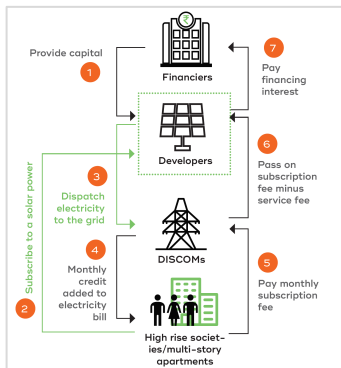 ₹
Provide capital
1
Financiers
7
Pay
financing
interest
Developers
3
Dispatch
electricity
to the grid
6
Pass on
subscription
fee minus
service fee
Subscribe to a solar power
2
DISCOMs
4
Monthly
credit
added to
electricity
bill
5
Pay monthly
subscription
fee
High rise societ-
ies/multi-story
apartments